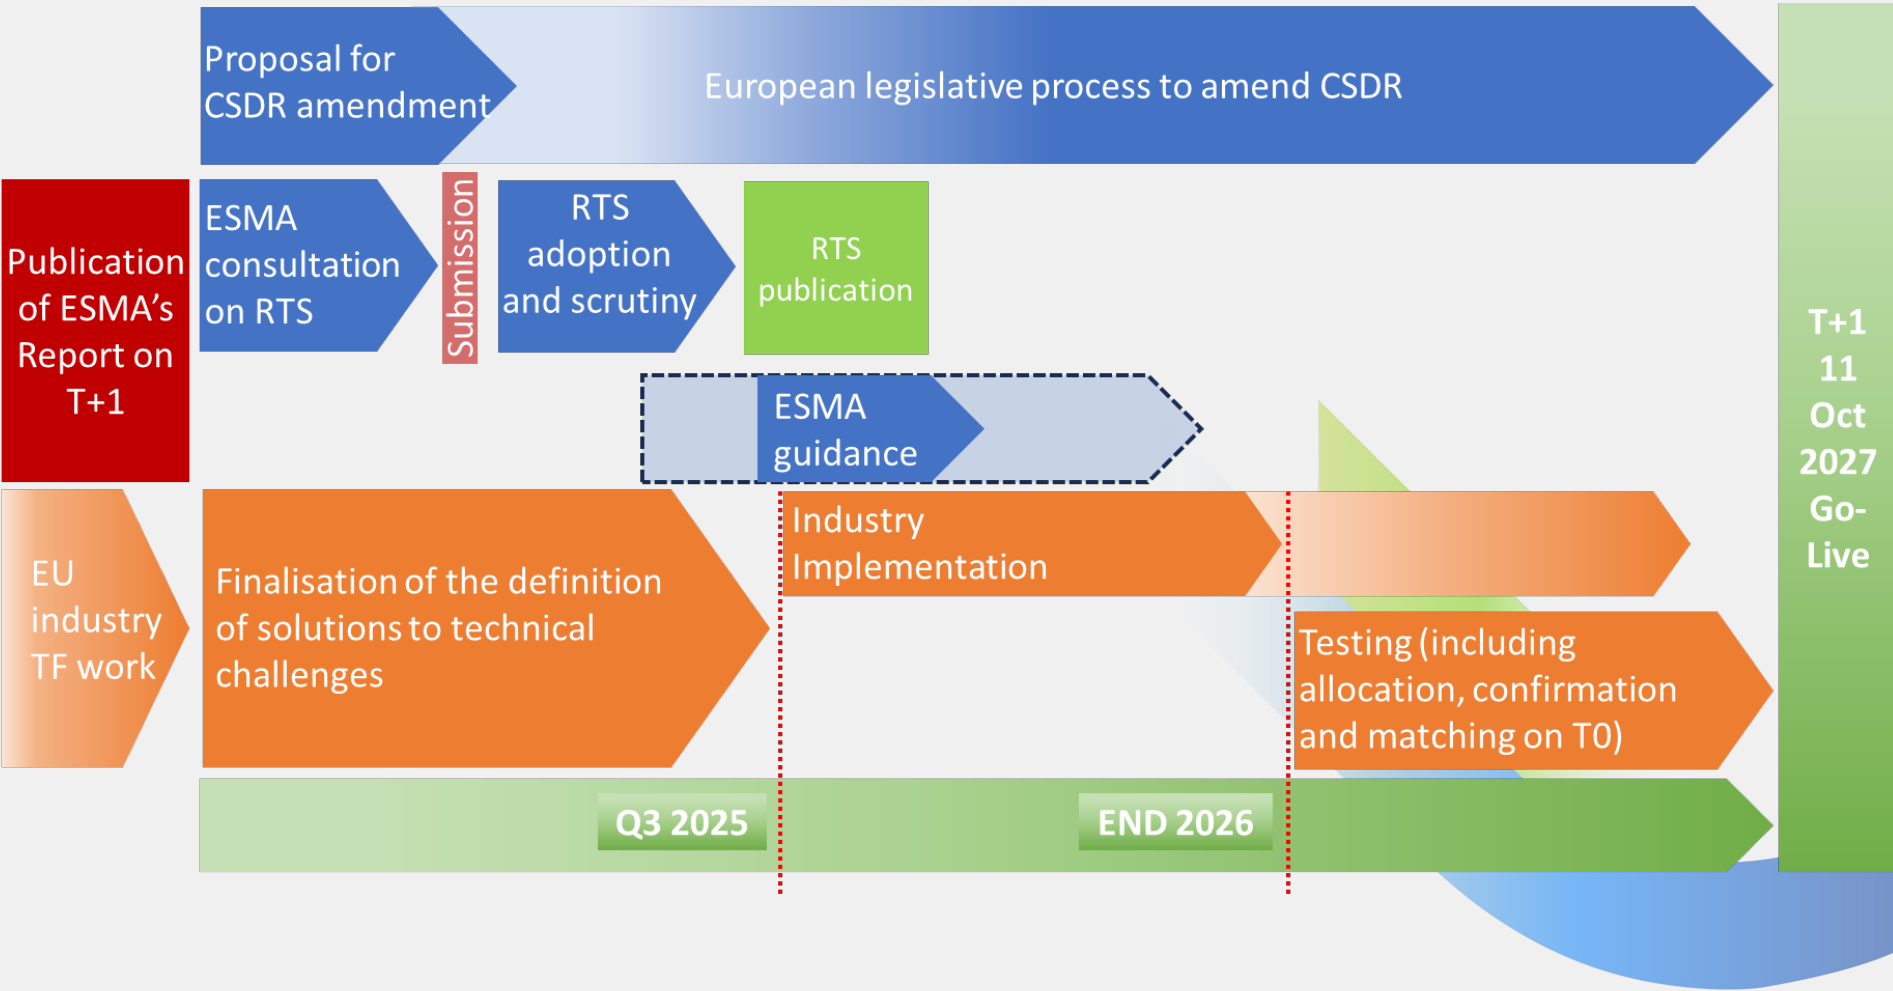 Proposal for
CSDR amendment
European legislative process to amend CSDR
Publication
of ESMA’s
Report on
T+1
ESMA
consultation
on RTS
Submission
RTS
adoption
and scrutiny
RTS
publication
ESMA
guidance
T+1
11
Oct
2027
Go-
Live
EU
industry
TF work
Finalisation of the definition
of solutions to technical
challenges
Industry
Implementation
Testing (including
allocation, confirmation
and matching on T0)
Q3 2025
END 2026